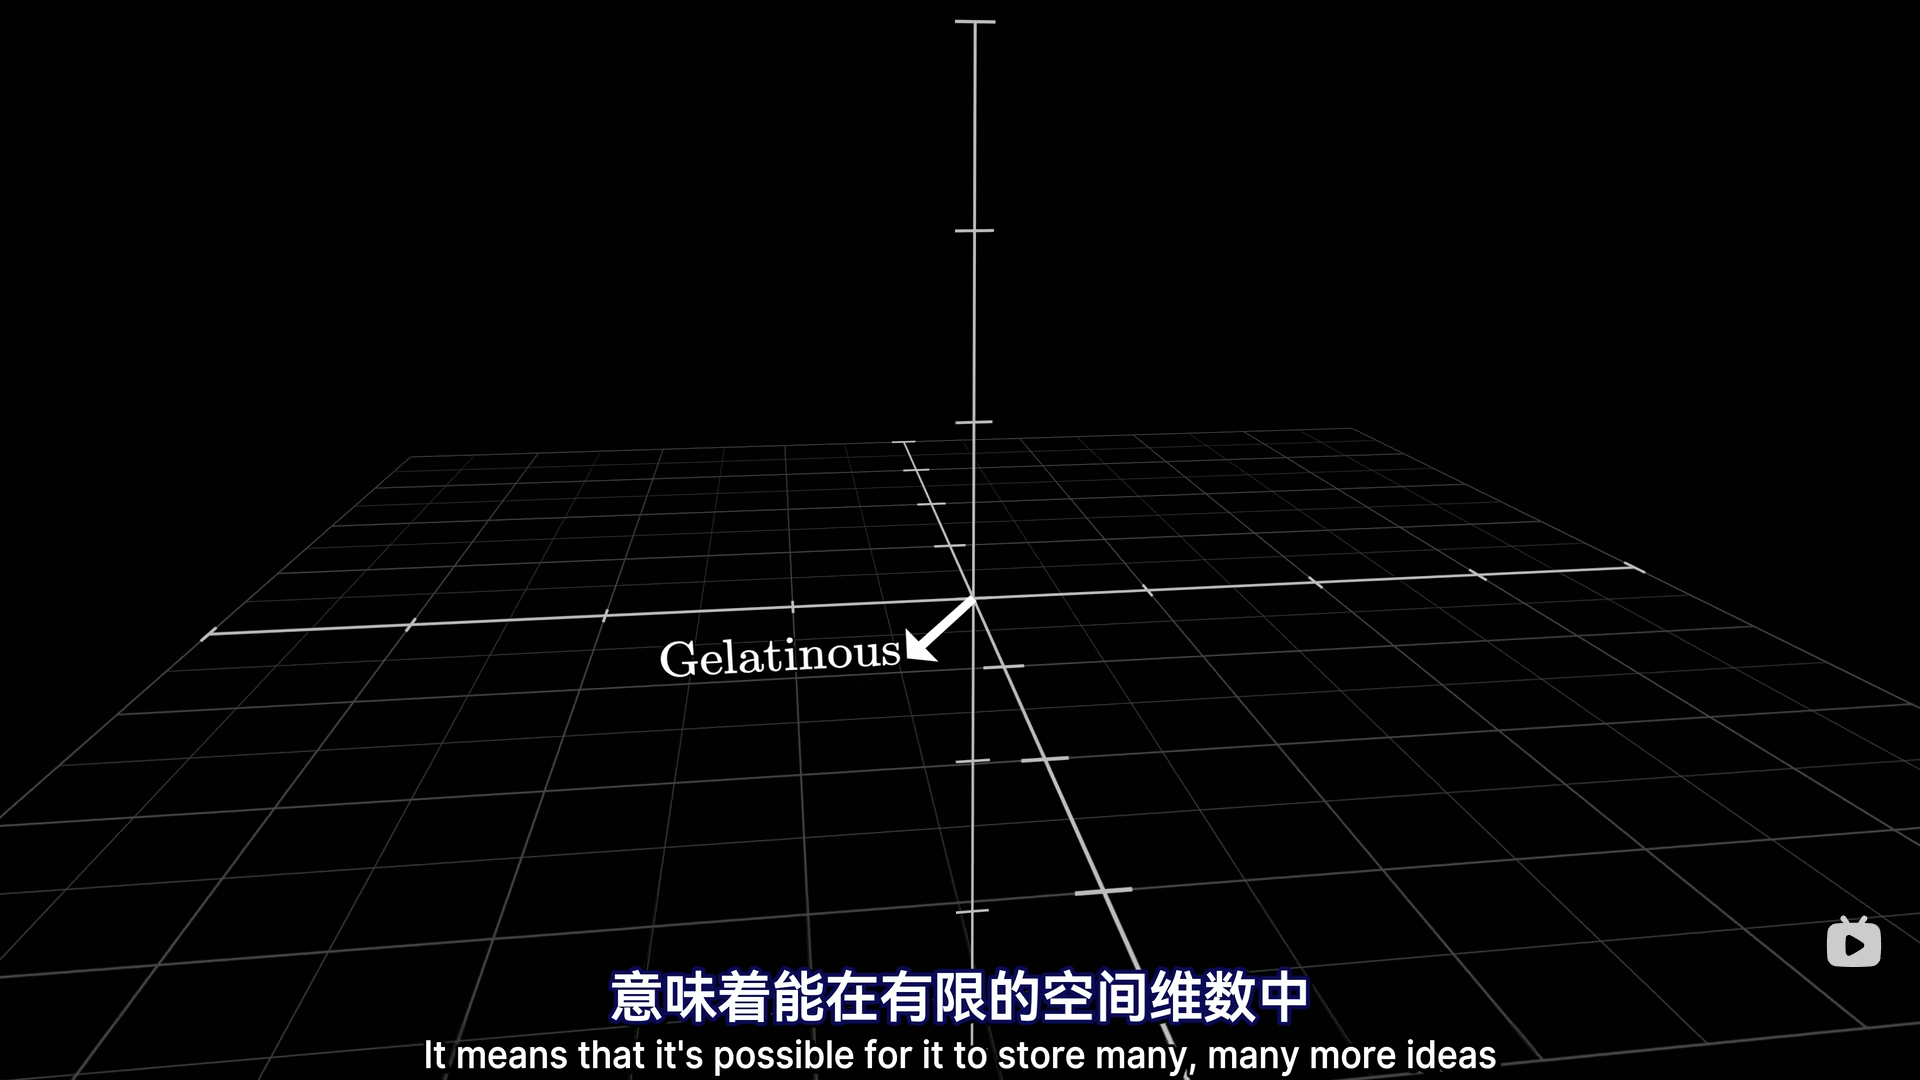 Gelatinous
意味着能在有限的空间维数中
It means that it's possible for it to store many, many more ideas